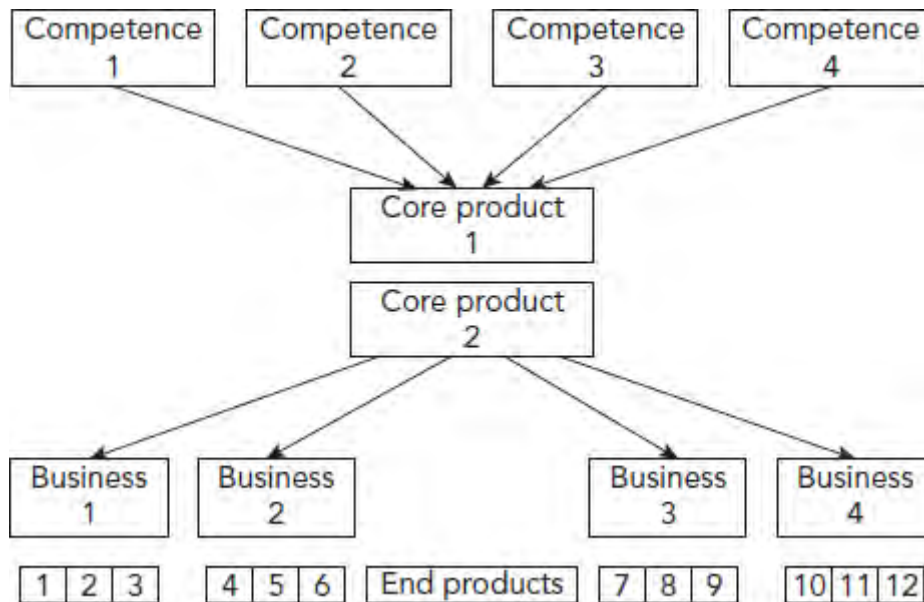 Competence
1
Competence
2
Competence
3
Competence
4
Core product
1
Core product
2
Business
1
Business
2
Business
3
Business
4
1 2 3
4 5 6
End products
7 8 9
10 11 12